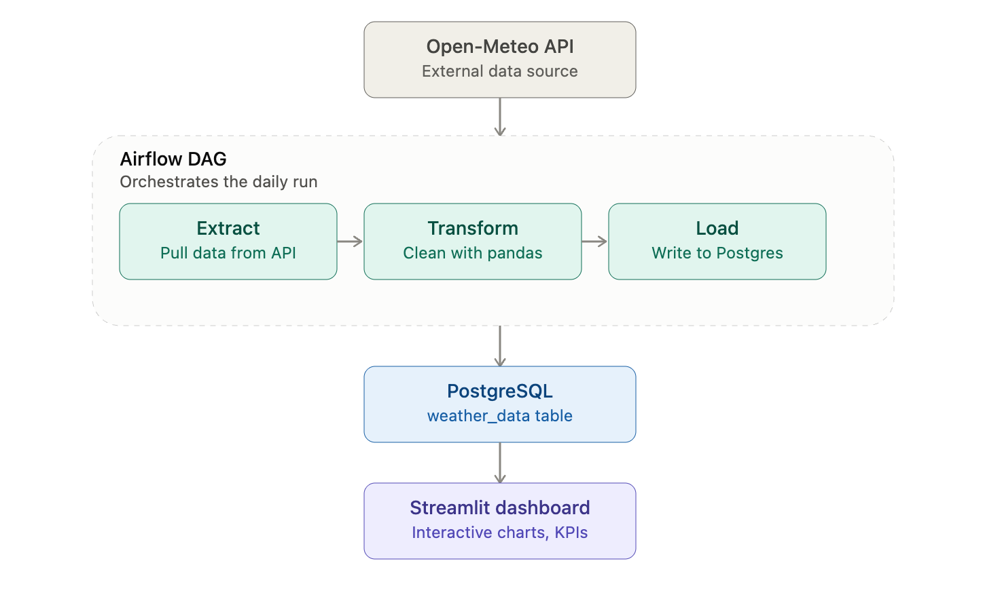 Open-Meteo API
External data source
Airflow DAG
Orchestrates the daily run
Extract
Pull data from API
Transform
Clean with pandas
Load
Write to Postgres
PostgreSQL
weather_data table
Streamlit dashboard
Interactive charts, KPIs